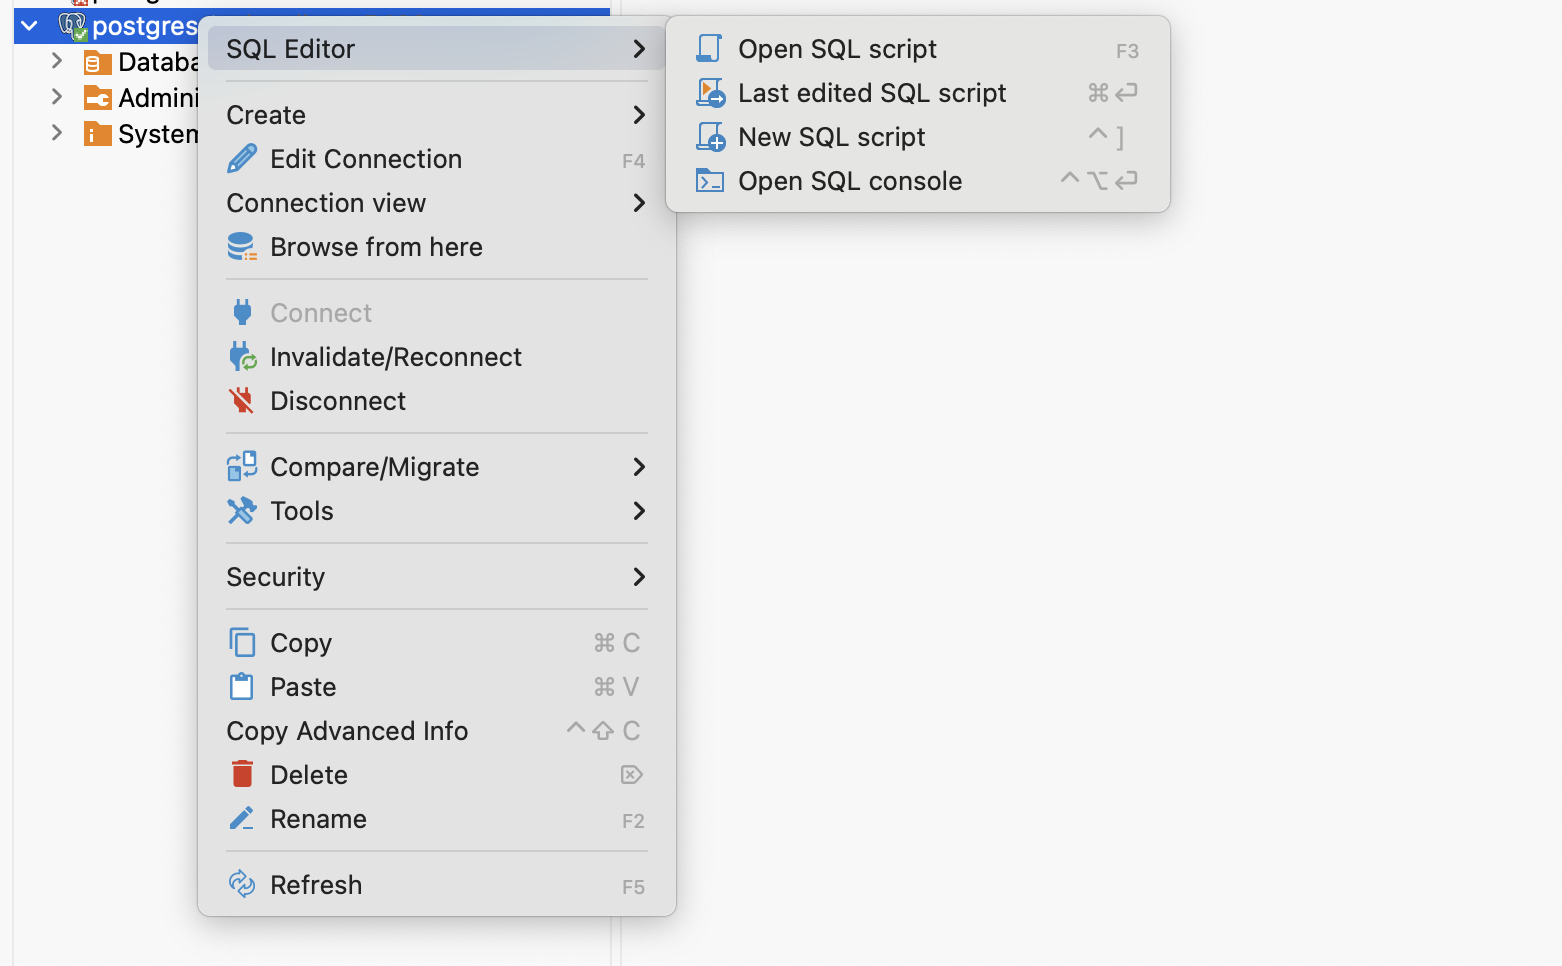 postgres
Databa
Admini
System
SQL Editor
Create
Edit Connection F4
Connection view
Browse from here
Connect
Invalidate/Reconnect
Disconnect
Compare/Migrate
Tools
Security
Copy ⌘ C
Paste ⌘ V
Copy Advanced Info ^ ⇧ C
Delete ⌦
Rename F2
Refresh F5
Open SQL script F3
Last edited SQL script ⌘ ↩
New SQL script ^ ]
Open SQL console ^ ⌥ ↩